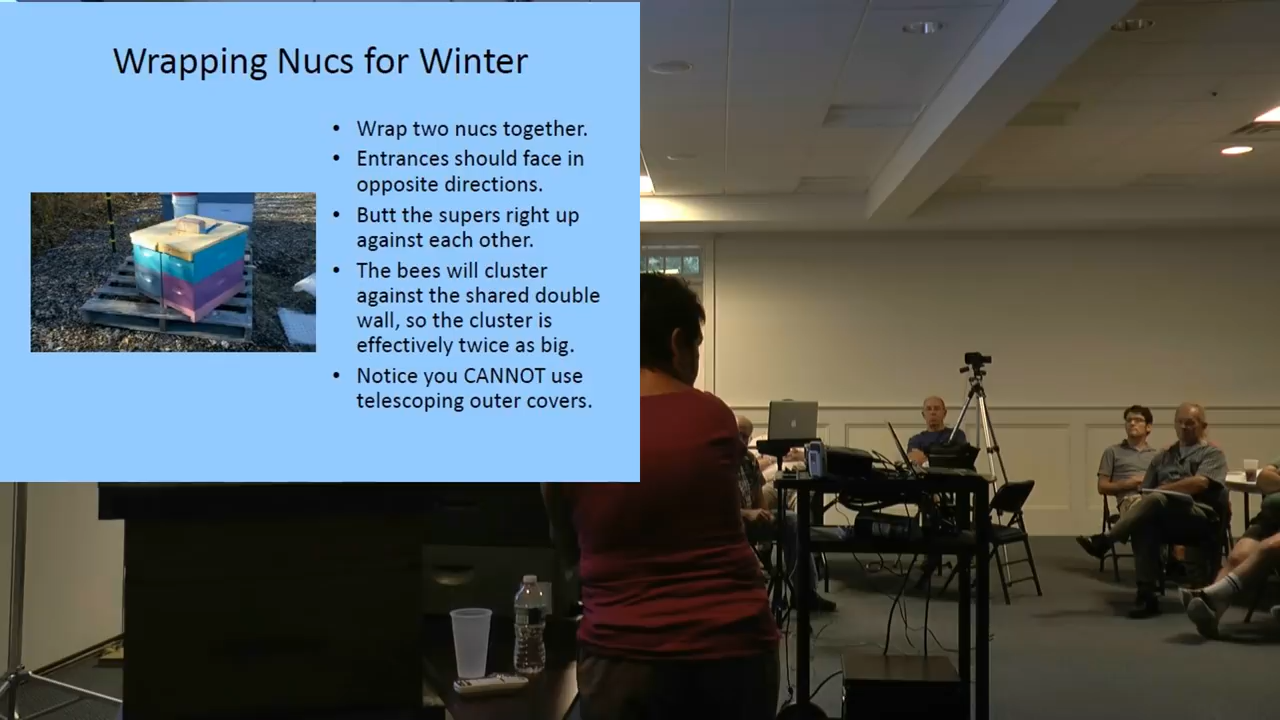 Wrapping Nucs for Winter
• Wrap two nucs together.
• Entrances should face in
opposite directions.
• Butt the supers right up
against each other.
• The bees will cluster
against the shared double
wall, so the cluster is
effectively twice as big.
• Notice you CANNOT use
telescoping outer covers.